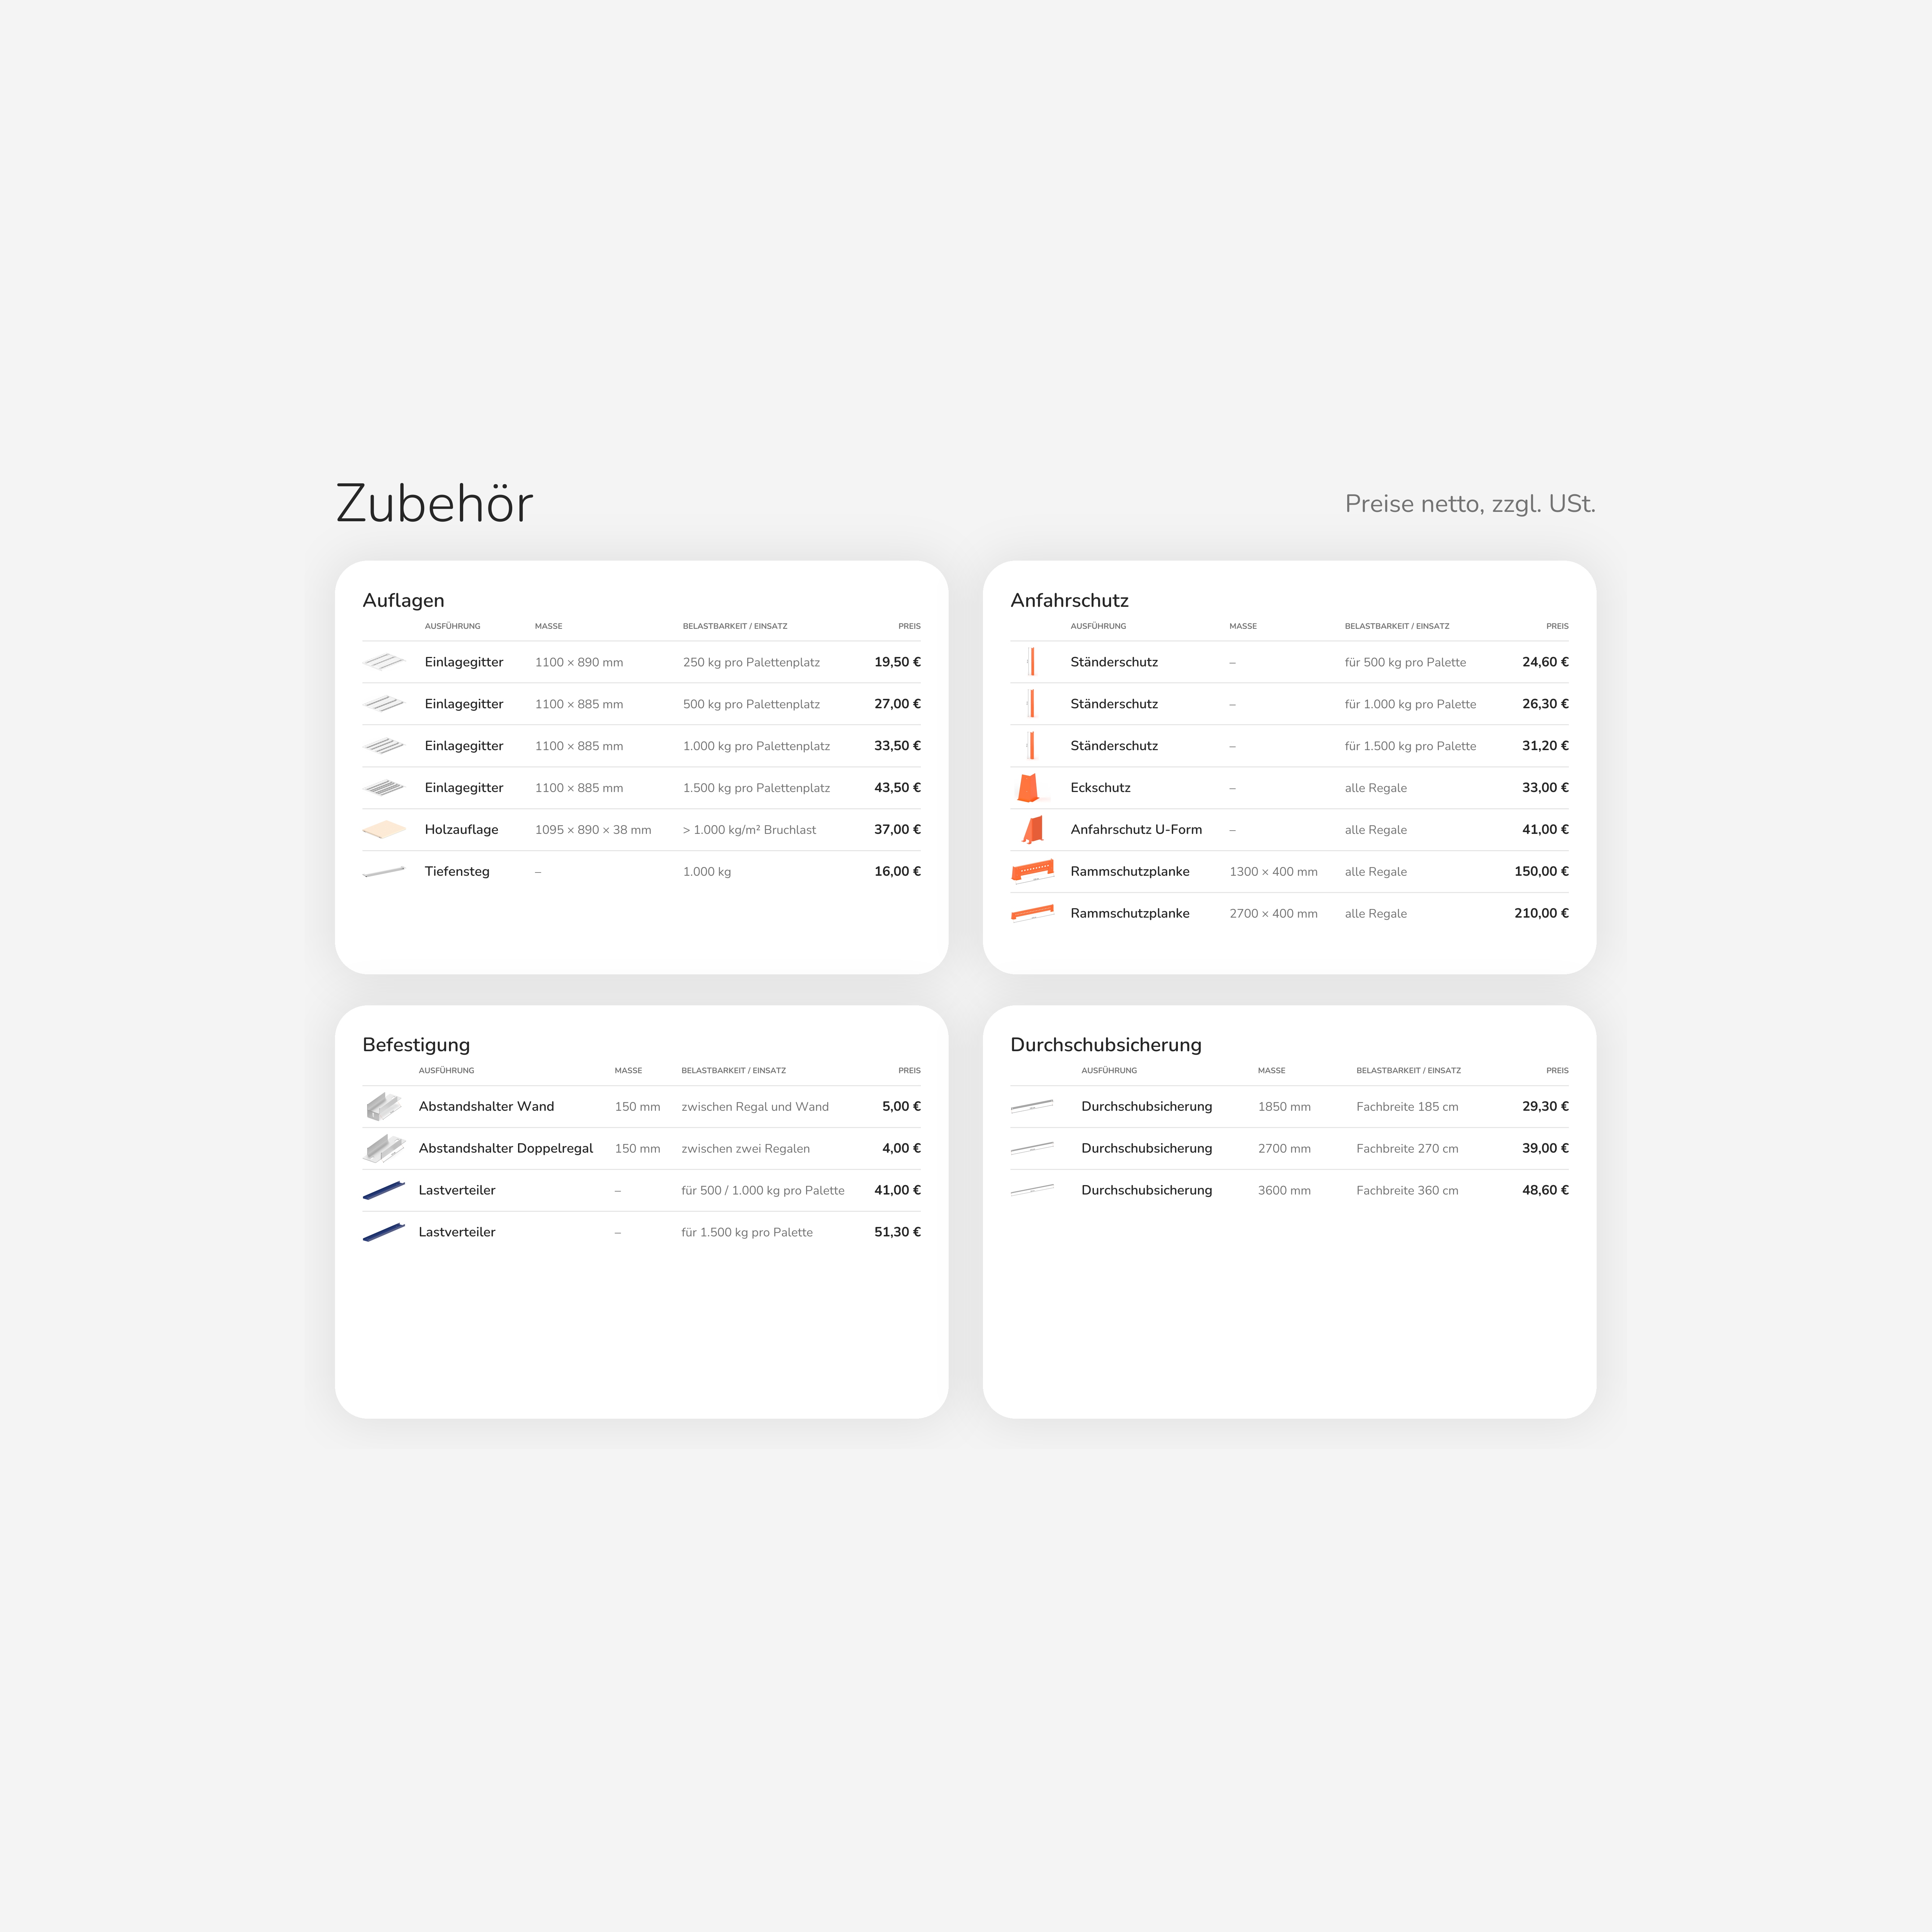 Zubehör
Preise netto, zzgl. USt.
Auflagen
AUSFÜHRUNG MASSE BELASTBARKEIT / EINSATZ PREIS
Einlagegitter 1100 × 890 mm 250 kg pro Palettenplatz 19,50 €
Einlagegitter 1100 × 885 mm 500 kg pro Palettenplatz 27,00 €
Einlagegitter 1100 × 885 mm 1.000 kg pro Palettenplatz 33,50 €
Einlagegitter 1100 × 885 mm 1.500 kg pro Palettenplatz 43,50 €
Holzauflage 1095 × 890 × 38 mm > 1.000 kg/m² Bruchlast 37,00 €
Tiefensteg – 1.000 kg 16,00 €
Anfahrschutz
AUSFÜHRUNG MASSE BELASTBARKEIT / EINSATZ PREIS
Ständerschutz – für 500 kg pro Palette 24,60 €
Ständerschutz – für 1.000 kg pro Palette 26,30 €
Ständerschutz – für 1.500 kg pro Palette 31,20 €
Eckschutz – alle Regale 33,00 €
Anfahrschutz U-Form – alle Regale 41,00 €
Rammschutzplanke 1300 × 400 mm alle Regale 150,00 €
Rammschutzplanke 2700 × 400 mm alle Regale 210,00 €
Befestigung
AUSFÜHRUNG MASSE BELASTBARKEIT / EINSATZ PREIS
Abstandshalter Wand 150 mm zwischen Regal und Wand 5,00 €
Abstandshalter Doppelregal 150 mm zwischen zwei Regalen 4,00 €
Lastverteiler – für 500 / 1.000 kg pro Palette 41,00 €
Lastverteiler – für 1.500 kg pro Palette 51,30 €
Durchschubsicherung
AUSFÜHRUNG MASSE BELASTBARKEIT / EINSATZ PREIS
Durchschubsicherung 1850 mm Fachbreite 185 cm 29,30 €
Durchschubsicherung 2700 mm Fachbreite 270 cm 39,00 €
Durchschubsicherung 3600 mm Fachbreite 360 cm 48,60 €